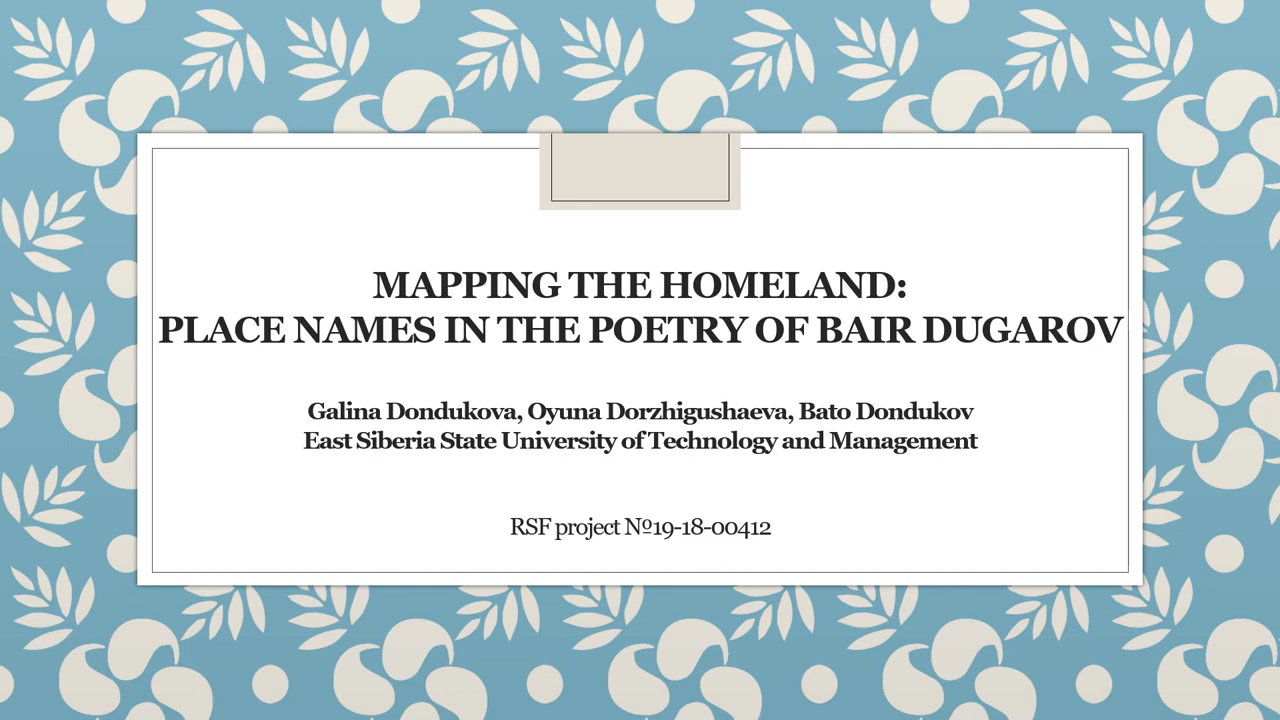 MAPPING THE HOMELAND:
PLACE NAMES IN THE POETRY OF BAIR DUGAROV
Galina Dondukova, Oyuna Dorzhigushaeva, Bato Dondukov
East Siberia State University of Technology and Management
RSF project №19-18-00412